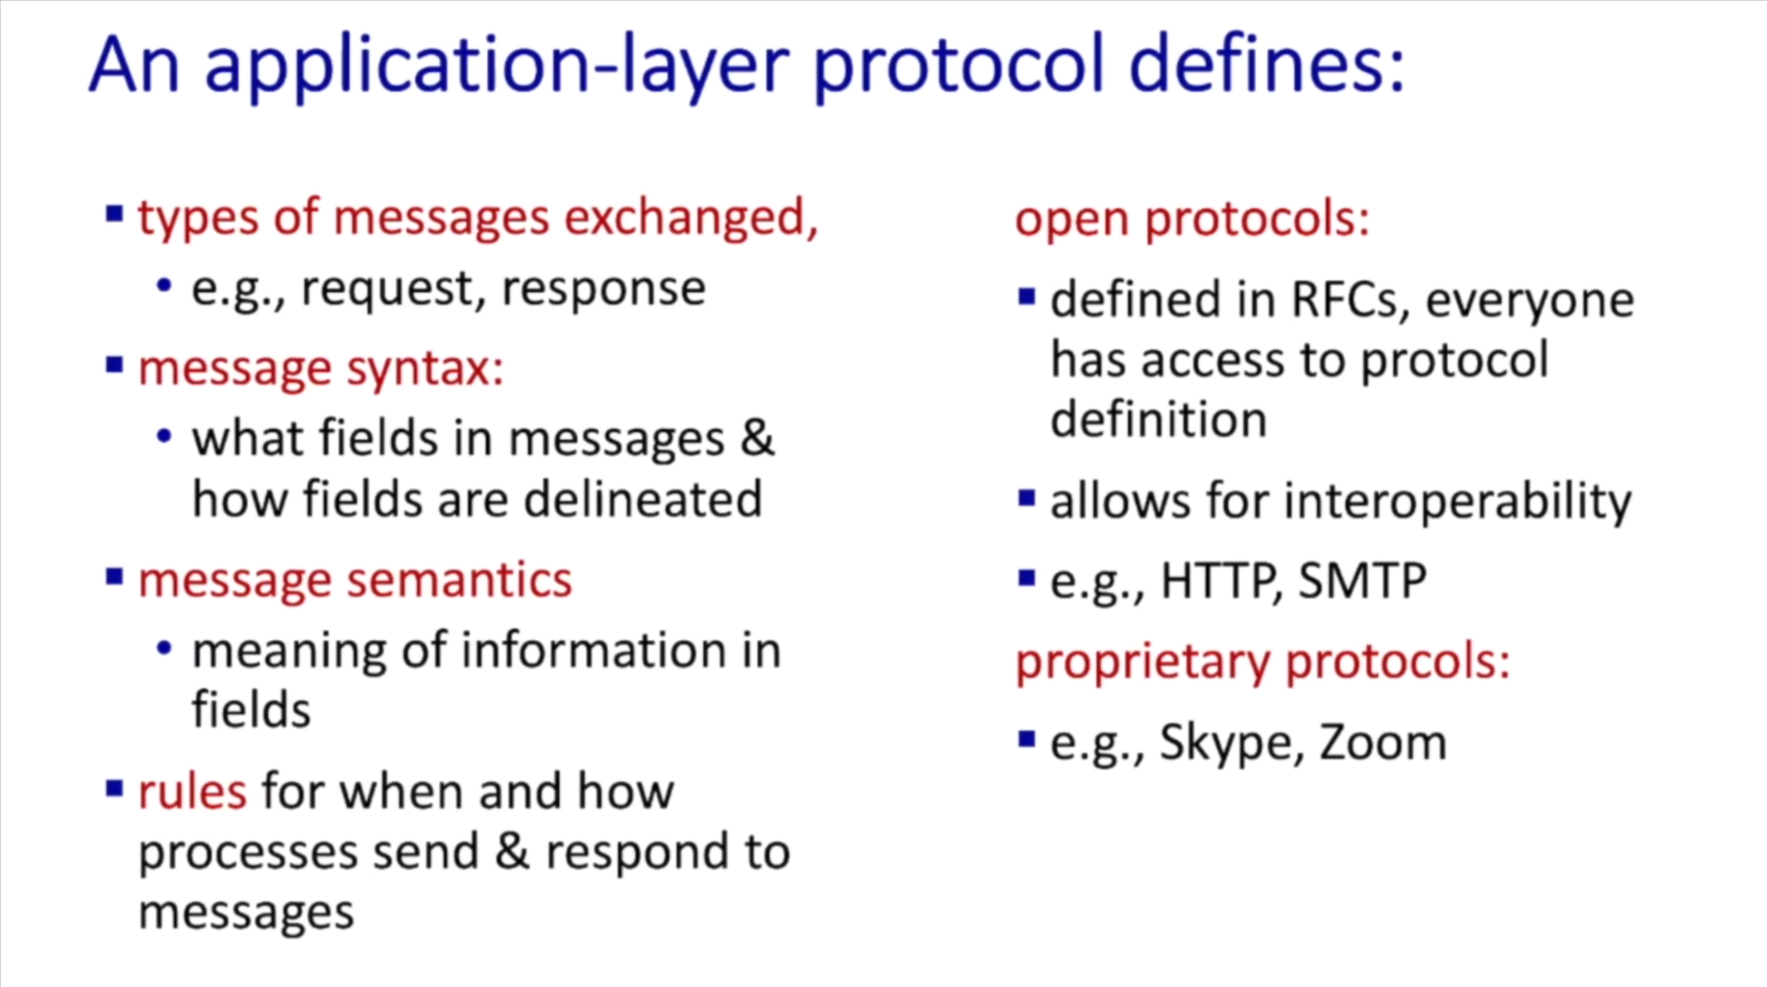 An application-layer protocol defines:
▪ types of messages exchanged,
• e.g., request, response
▪ message syntax:
• what fields in messages &
how fields are delineated
▪ message semantics
• meaning of information in
fields
▪ rules for when and how
processes send & respond to
messages
open protocols:
▪ defined in RFCs, everyone
has access to protocol
definition
▪ allows for interoperability
▪ e.g., HTTP, SMTP
proprietary protocols:
▪ e.g., Skype, Zoom